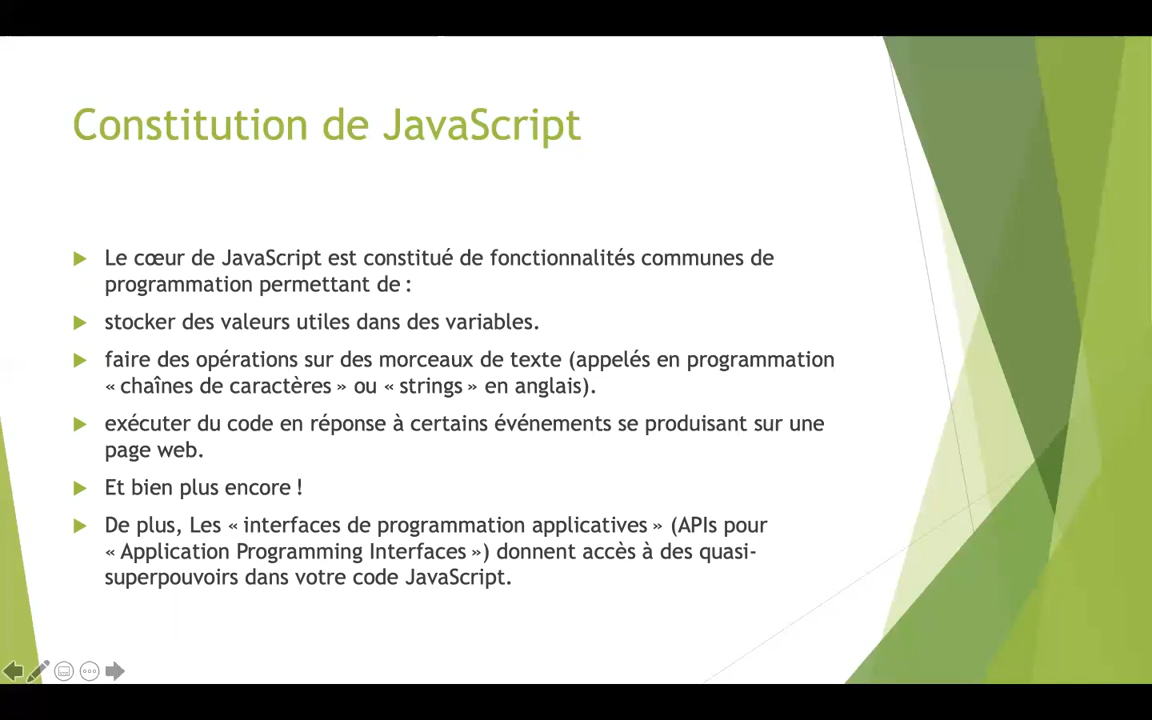 Constitution de JavaScript
Le cœur de JavaScript est constitué de fonctionnalités communes de
programmation permettant de :
stocker des valeurs utiles dans des variables.
faire des opérations sur des morceaux de texte (appelés en programmation
« chaînes de caractères » ou « strings » en anglais).
exécuter du code en réponse à certains événements se produisant sur une
page web.
Et bien plus encore !
De plus, Les « interfaces de programmation applicatives » (APIs pour
« Application Programming Interfaces ») donnent accès à des quasi-
superpouvoirs dans votre code JavaScript.